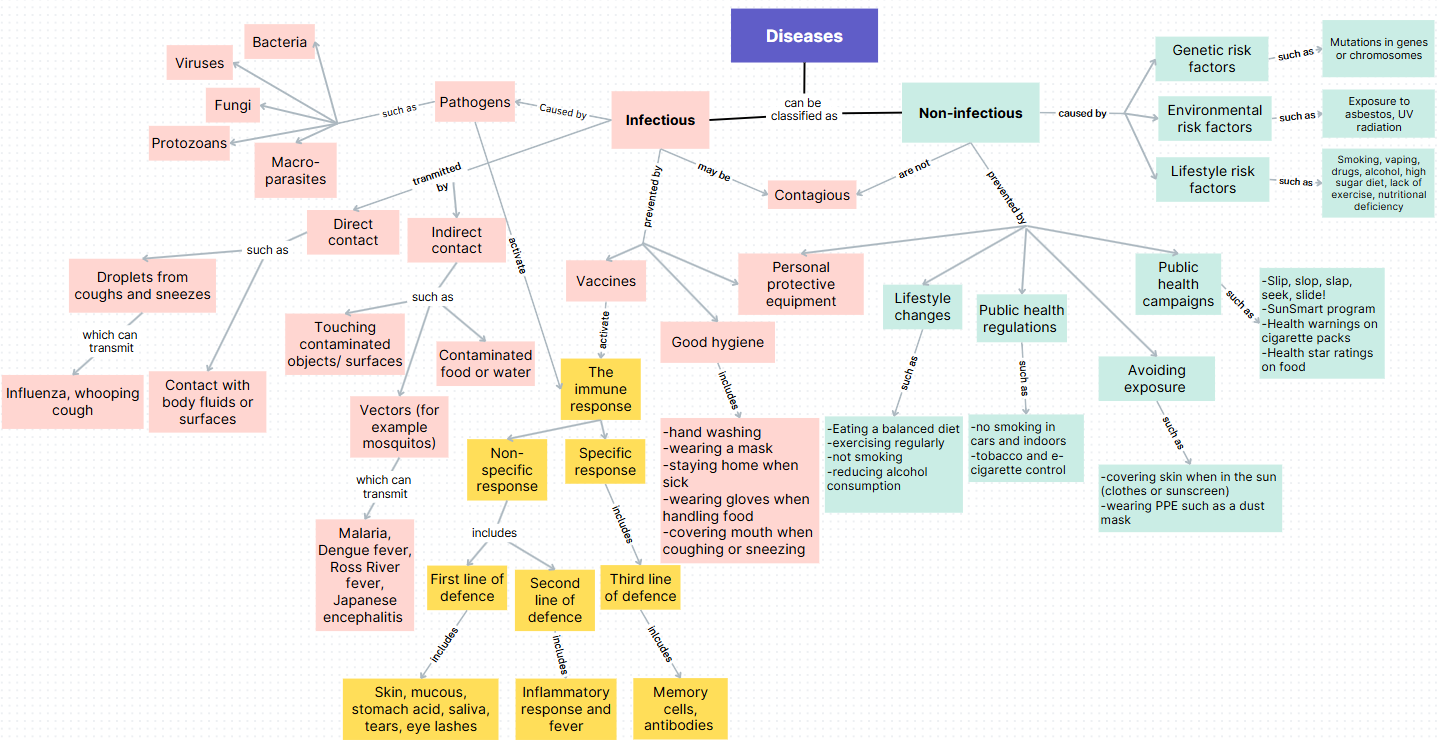 Diseases
can be
classified as
Infectious
Non-infectious
Caused by
Pathogens
such as
Bacteria
Viruses
Fungi
Protozoans
Macro-
parasites
tranmitted
by
Direct
contact
Indirect
contact
such as
Droplets from
coughs and sneezes
which can
transmit
Influenza, whooping
cough
Contact with
body fluids or
surfaces
such as
Touching
contaminated
objects/ surfaces
Contaminated
food or water
Vectors (for
example
mosquitos)
which can
transmit
Malaria,
Dengue fever,
Ross River
fever,
Japanese
encephalitis
activate
prevented by
may be
Contagious
are not
Vaccines
activate
Personal
protective
equipment
Good hygiene
includes
-hand washing
-wearing a mask
-staying home when
sick
-wearing gloves when
handling food
-covering mouth when
coughing or sneezing
The
immune
response
Non-
specific
response
Specific
response
includes
includes
First line of
defence
Second
line of
defence
Third line
of defence
includes
includes
inlcudes
Skin, mucous,
stomach acid, saliva,
tears, eye lashes
Inflammatory
response and
fever
Memory
cells,
antibodies
caused by
Genetic risk
factors
such as
Mutations in genes
or chromosomes
Environmental
risk factors
such as
Exposure to
asbestos, UV
radiation
Lifestyle risk
factors
such as
Smoking, vaping,
drugs, alcohol, high
sugar diet, lack of
exercise, nutritional
deficiency
prevented by
Lifestyle
changes
such as
-Eating a balanced diet
-exercising regularly
-not smoking
-reducing alcohol
consumption
Public health
regulations
such as
-no smoking in
cars and indoors
-tobacco and e-
cigarette control
Avoiding
exposure
such as
-covering skin when in the sun
(clothes or sunscreen)
-wearing PPE such as a dust
mask
Public
health
campaigns
such as
-Slip, slop, slap,
seek, slide!
-SunSmart program
-Health warnings on
cigarette packs
-Health star ratings
on food